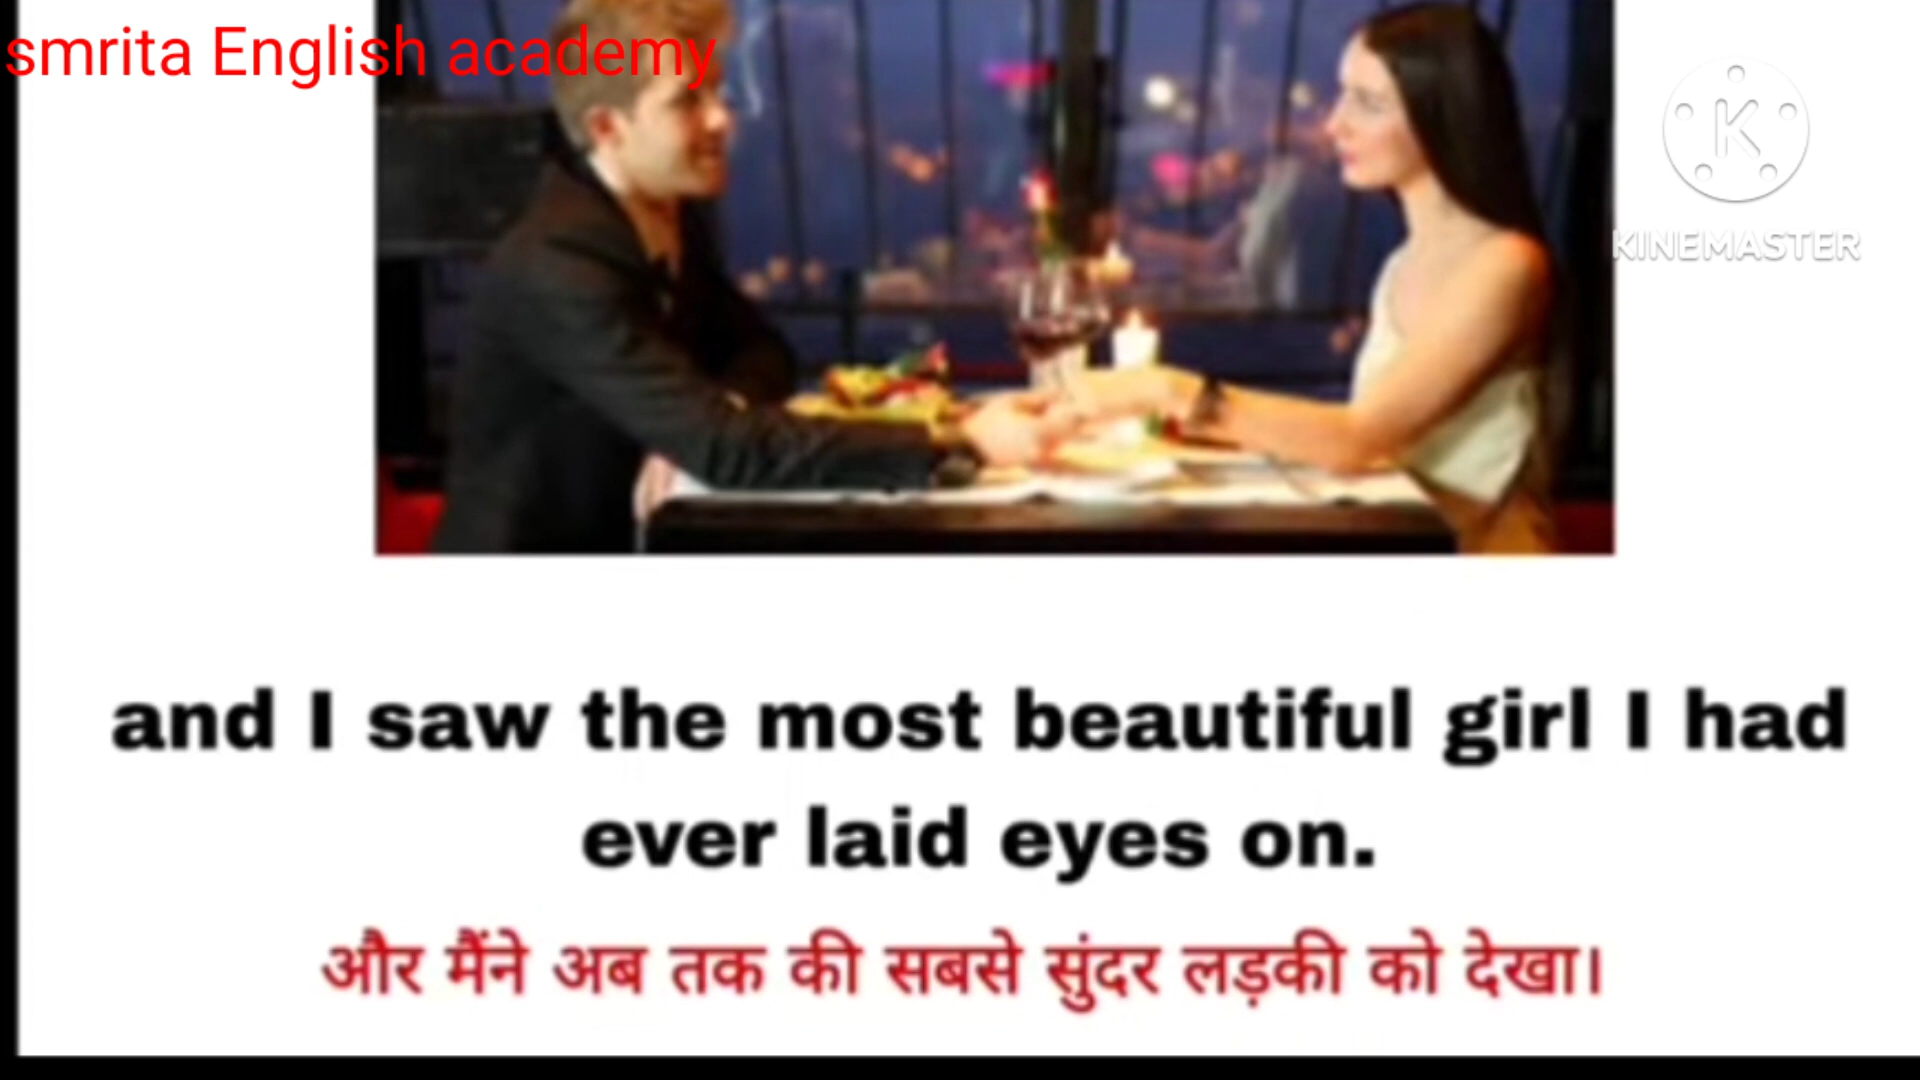 smrita English academy
K
KINEMASTER
and I saw the most beautiful girl I had
ever laid eyes on.
और मैंने अब तक की सबसे सुंदर लड़की को देखा।